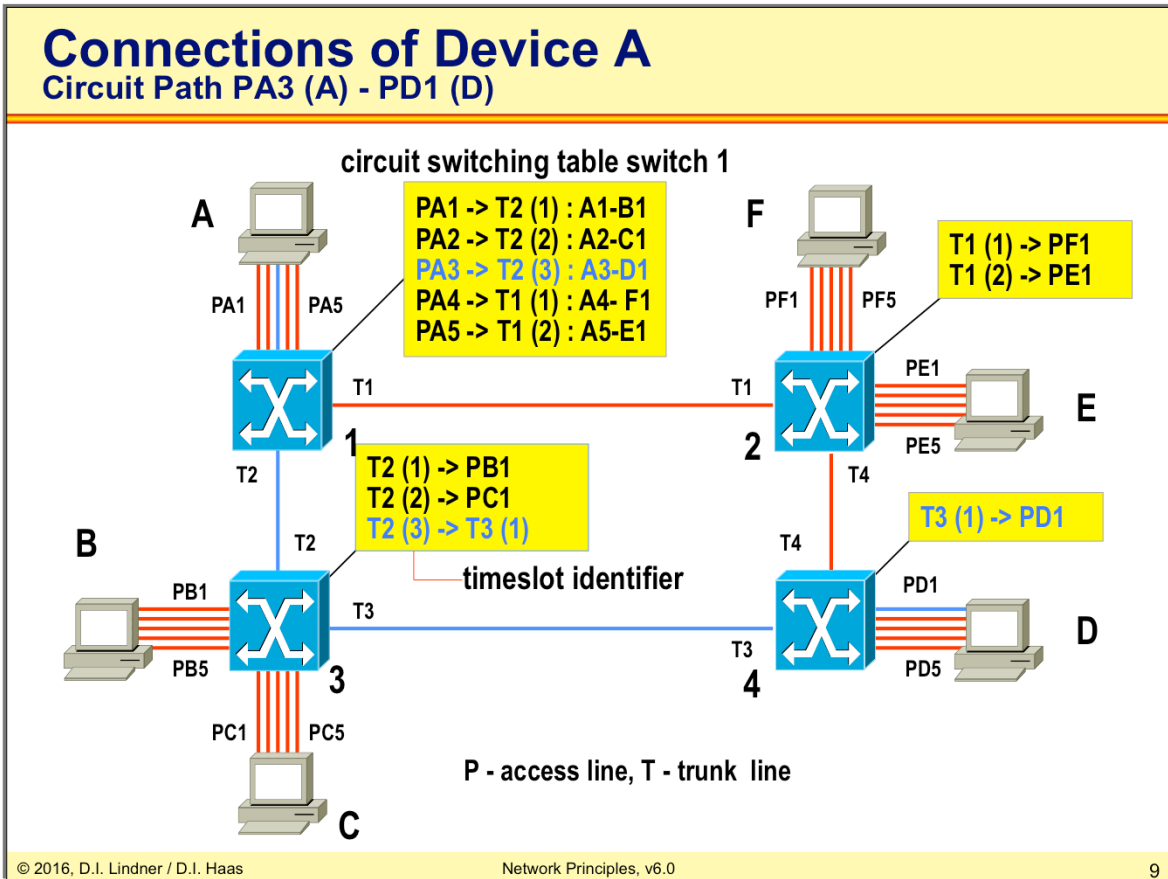 Connections of Device A
Circuit Path PA3 (A) - PD1 (D)
circuit switching table switch 1
A
PA1 -> T2 (1) : A1-B1
PA2 -> T2 (2) : A2-C1
PA3 -> T2 (3) : A3-D1
PA4 -> T1 (1) : A4- F1
PA5 -> T1 (2) : A5-E1
F
T1 (1) -> PF1
T1 (2) -> PE1
PA1
PA5
PF1
PF5
T1
T1
PE1
E
PE5
1
2
T2
T4
T2 (1) -> PB1
T2 (2) -> PC1
T2 (3) -> T3 (1)
T3 (1) -> PD1
B
T2
T4
timeslot identifier
PB1
PD1
T3
D
T3
PB5
PD5
3
4
PC1
PC5
P - access line, T - trunk line
C
© 2016, D.I. Lindner / D.I. Haas
Network Principles, v6.0
9